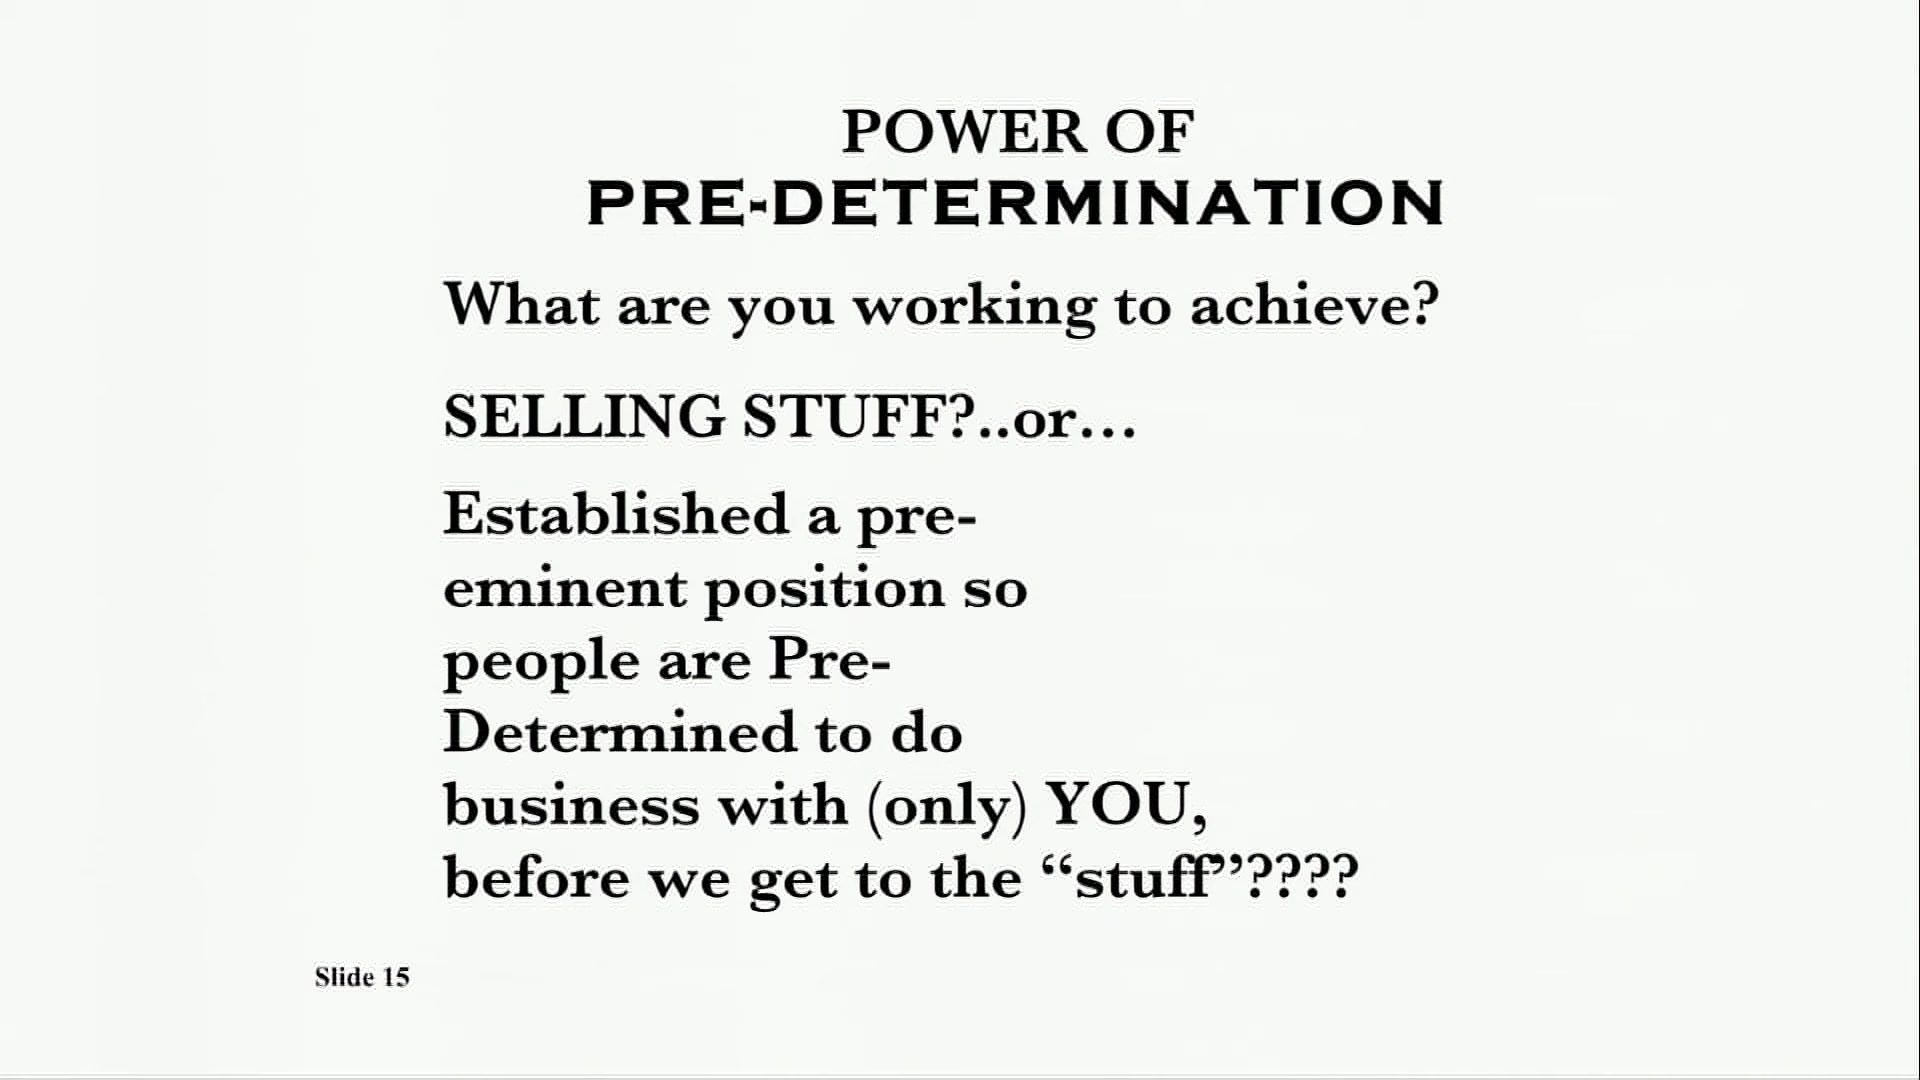 POWER OF
PRE-DETERMINATION
What are you working to achieve?
SELLING STUFF?..or…
Established a pre-
eminent position so
people are Pre-
Determined to do
business with (only) YOU,
before we get to the “stuff”????
Slide 15